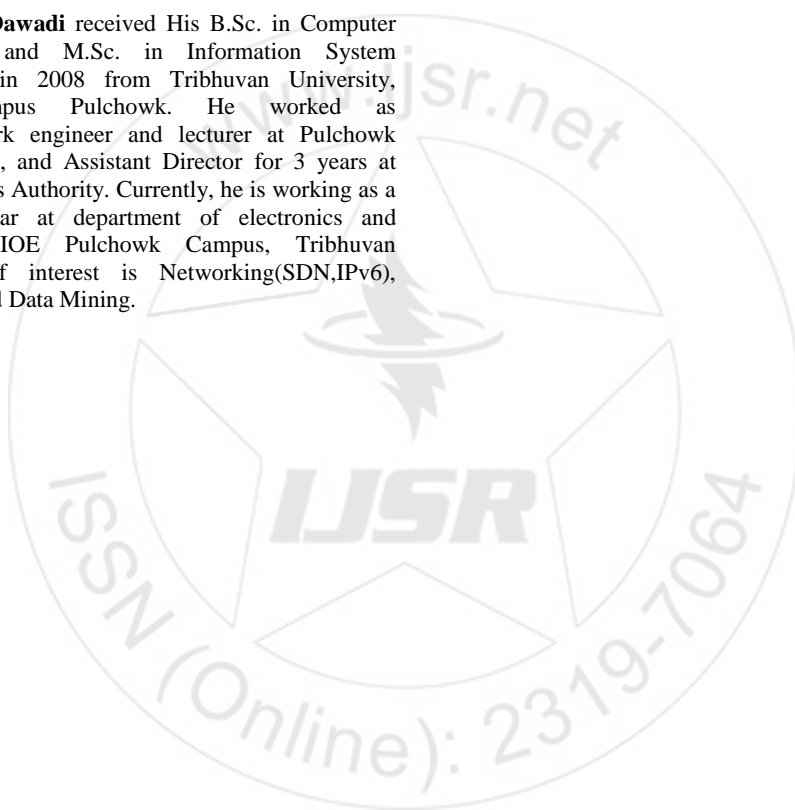 Dawadi received His B.Sc. in Computer
and M.Sc. in Information System
in 2008 from Tribhuvan University,
Pulchowk. He worked as
engineer and lecturer at Pulchowk
, and Assistant Director for 3 years at
Authority. Currently, he is working as a
at department of electronics and
IOE Pulchowk Campus, Tribhuvan
interest is Networking(SDN,IPv6),
Data Mining.
www.ijsr.net
IJSR
ISSN (Online): 2319-7064